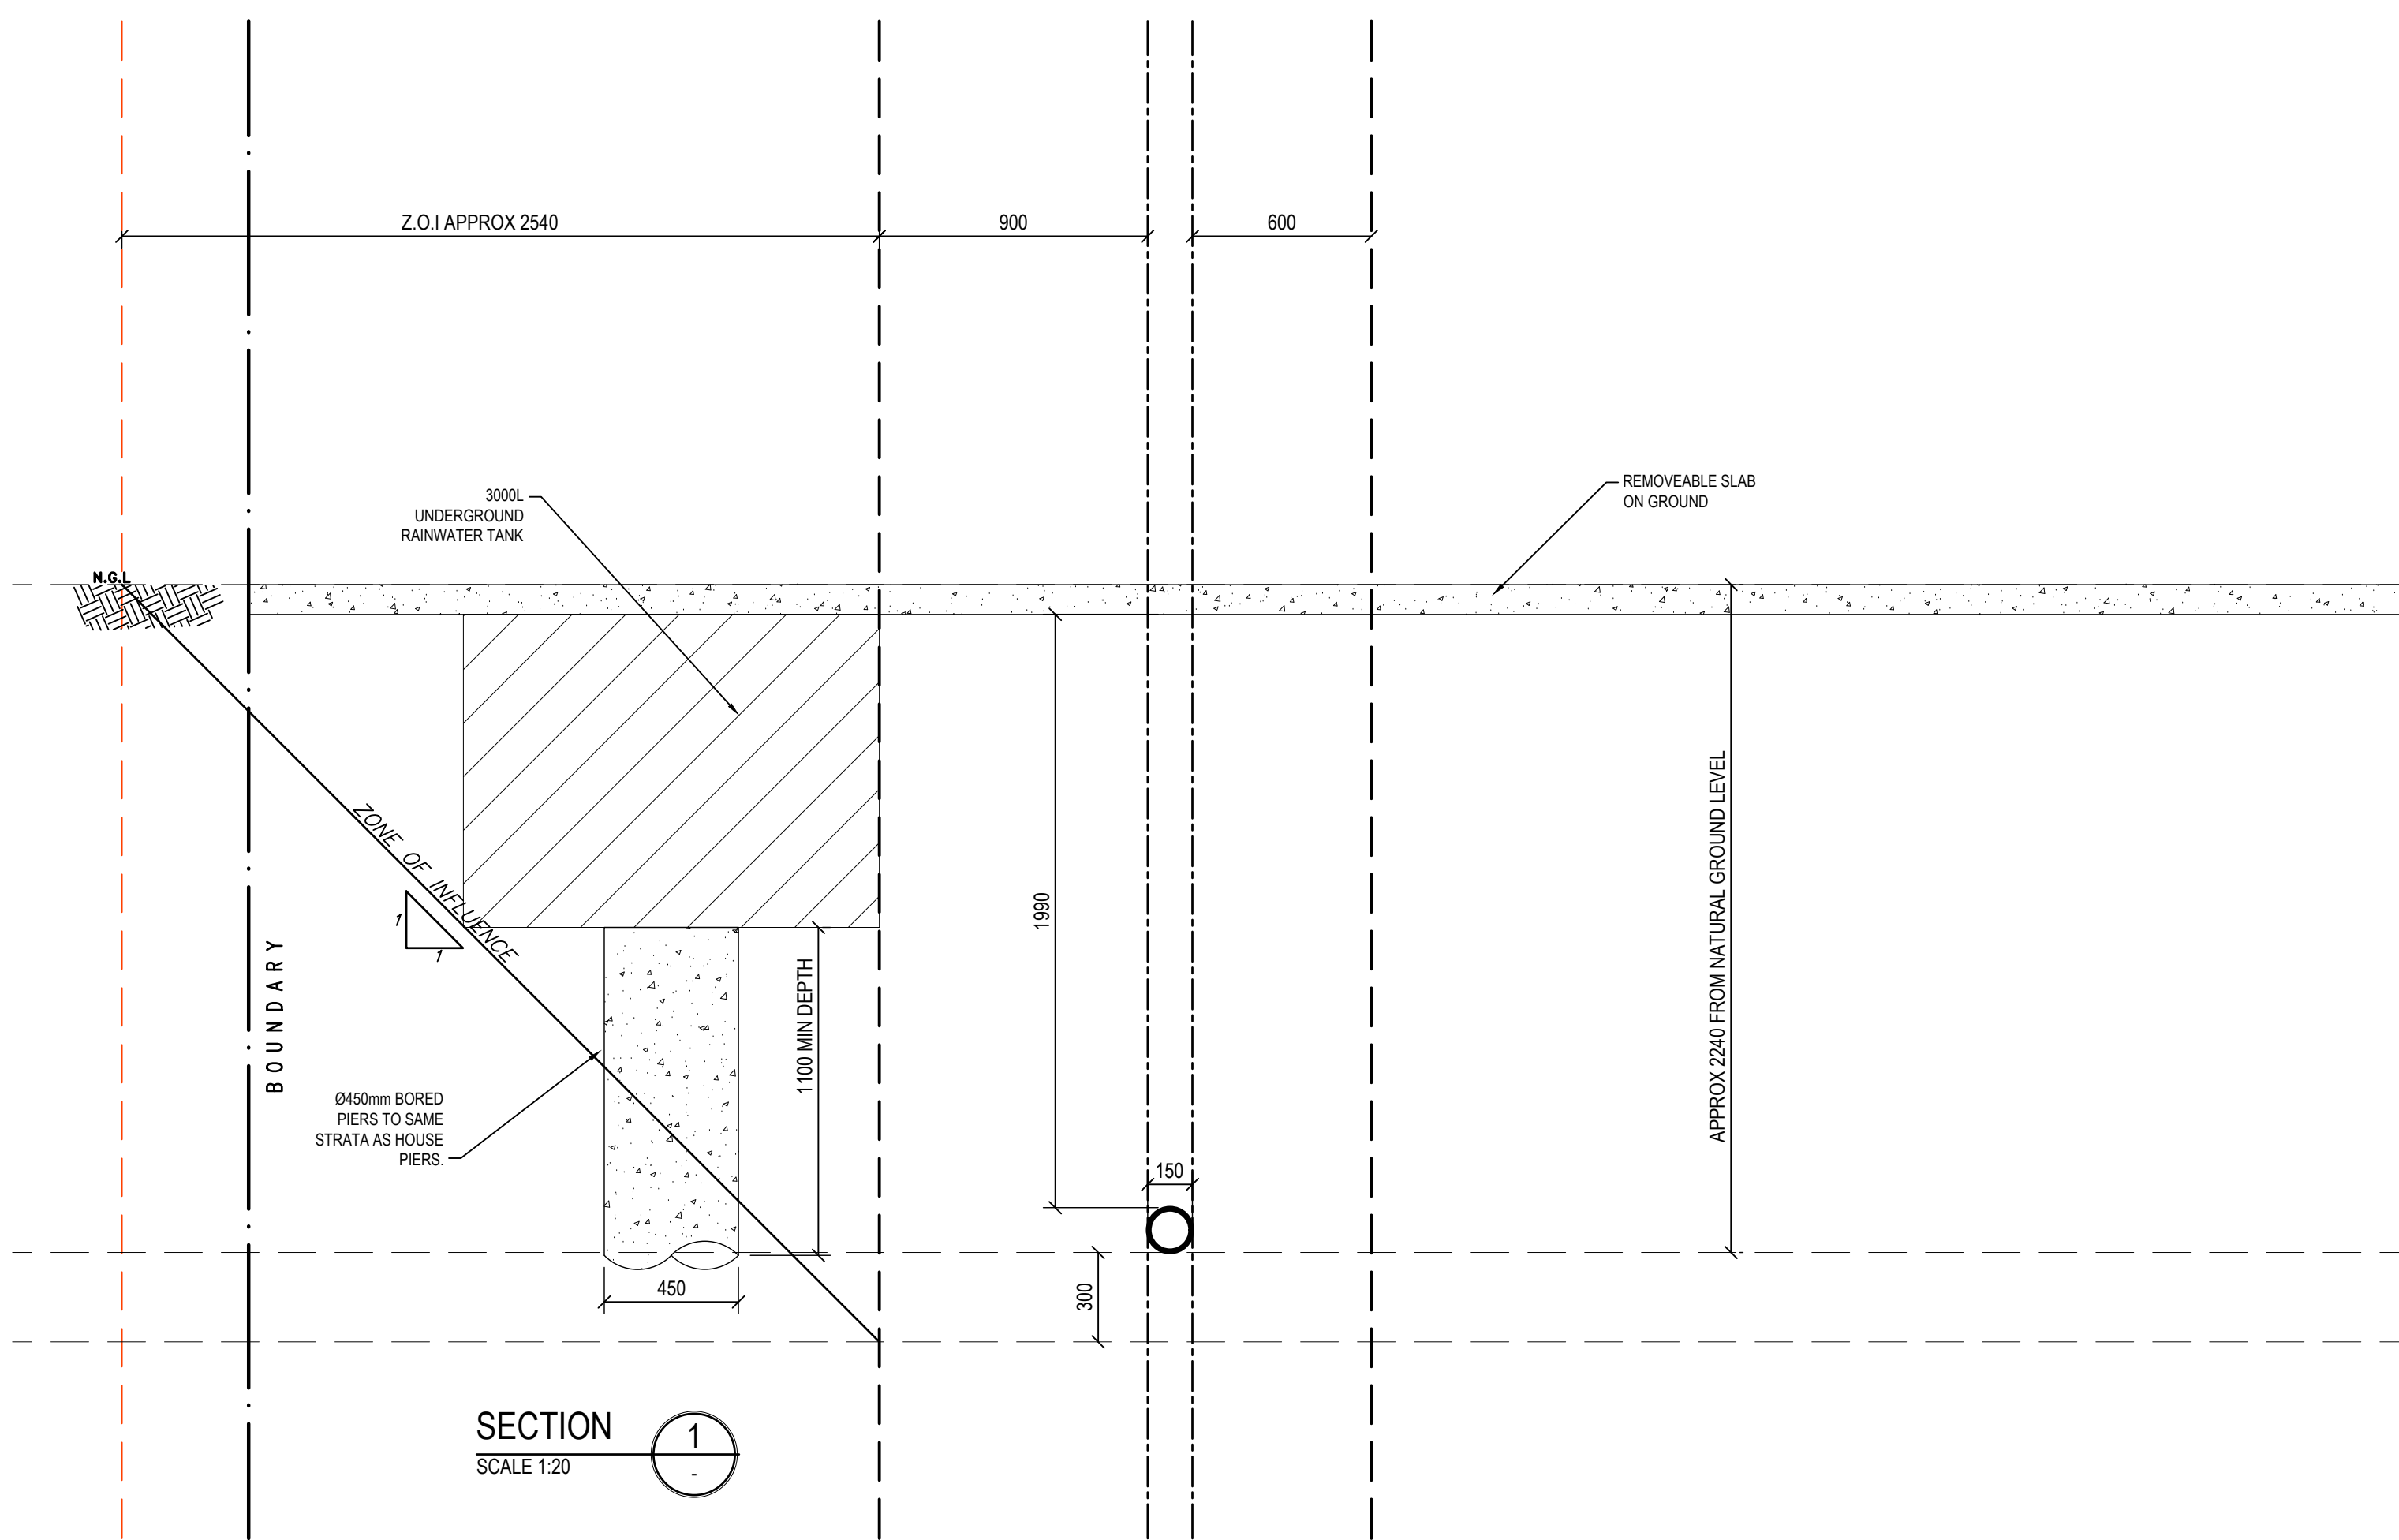 Z.O.I APPROX 2540
900
600
3000L
UNDERGROUND
RAINWATER TANK
REMOVEABLE SLAB
ON GROUND
N.G.L
ZONE OF INFLUENCE
1
1
BOUNDARY
1100 MIN DEPTH
1990
APPROX 2240 FROM NATURAL GROUND LEVEL
Ø450mm BORED
PIERS TO SAME
STRATA AS HOUSE
PIERS.
150
450
300
SECTION
SCALE 1:20
1
-